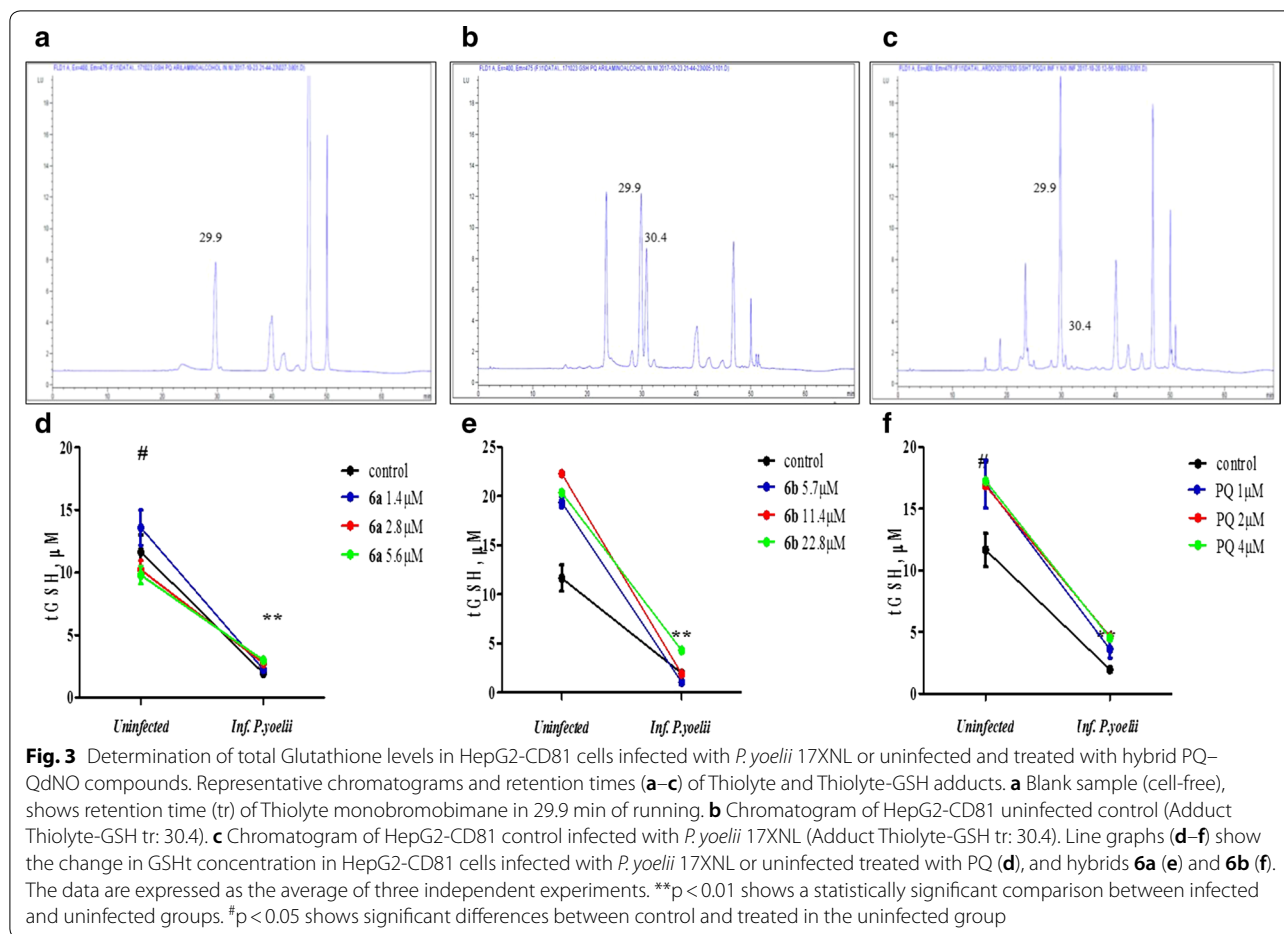 a
b
c
29.9
29.9
30.4
29.9
30.4
d
20
15
10
5
0
tGSH, µM
#
**
Uninfected
Inf. P.yoelii
control
6a 1.4µM
6a 2.8µM
6a 5.6µM
e
25
20
15
10
5
0
tGSH, µM
**
Uninfected
Inf. P.yoelii
control
6b 5.7µM
6b 11.4µM
6b 22.8µM
f
20
15
10
5
0
tGSH, µM
#
**
Uninfected
Inf. P.yoelii
control
PQ 1µM
PQ 2µM
PQ 4µM
Fig. 3 Determination of total Glutathione levels in HepG2-CD81 cells infected with P. yoelii 17XNL or uninfected and treated with hybrid PQ–
QdNO compounds. Representative chromatograms and retention times (a–c) of Thiolyte and Thiolyte-GSH adducts. a Blank sample (cell-free),
shows retention time (tr) of Thiolyte monobromobimane in 29.9 min of running. b Chromatogram of HepG2-CD81 uninfected control (Adduct
Thiolyte-GSH tr: 30.4). c Chromatogram of HepG2-CD81 control infected with P. yoelii 17XNL (Adduct Thiolyte-GSH tr: 30.4). Line graphs (d–f) show
the change in GSHt concentration in HepG2-CD81 cells infected with P. yoelii 17XNL or uninfected treated with PQ (d), and hybrids 6a (e) and 6b (f).
The data are expressed as the average of three independent experiments. **p < 0.01 shows a statistically significant comparison between infected
and uninfected groups. #p < 0.05 shows significant differences between control and treated in the uninfected group